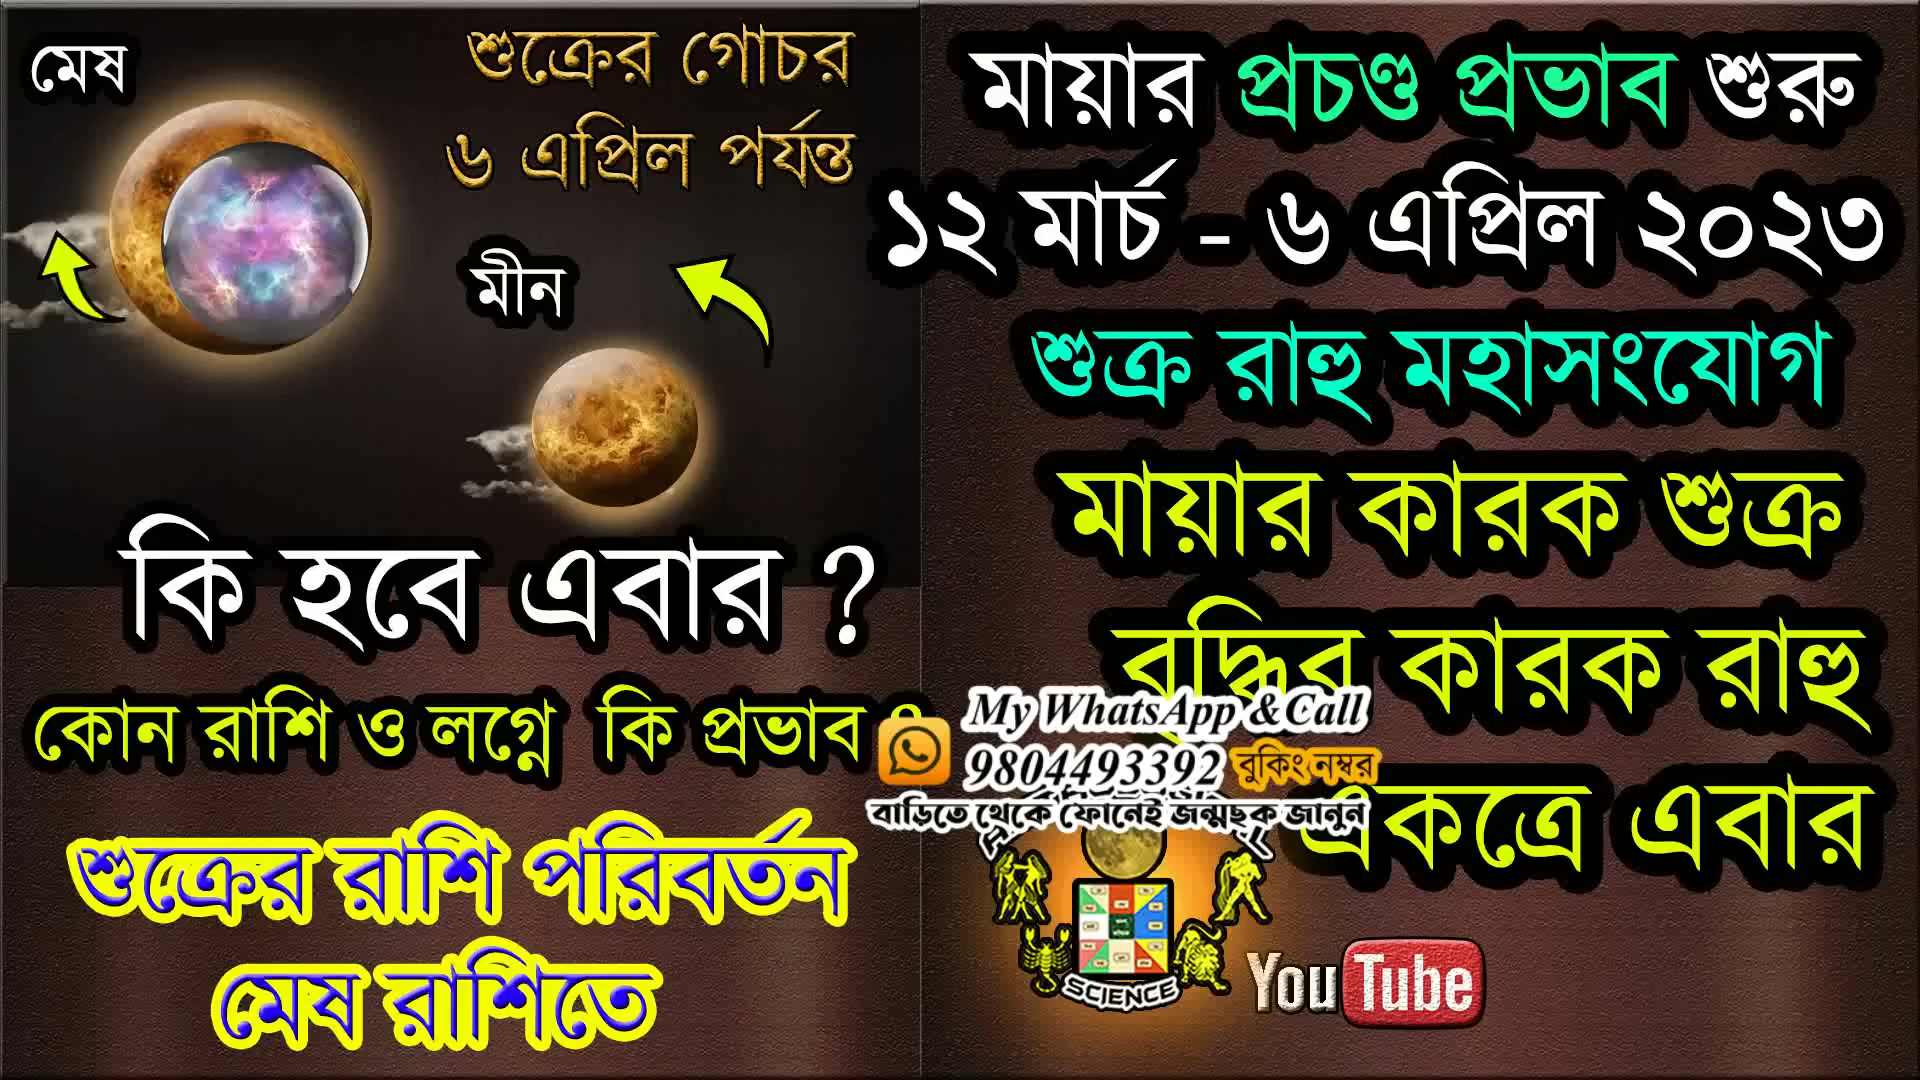 মেষ
শুক্রের গোচর
৬ এপ্রিল পর্যন্ত
মীন
কি হবে এবার ?
কোন রাশি ও লগ্নে কি প্রভাব
শুক্রের রাশি পরিবর্তন
মেষ রাশিতে
মায়ার প্রচণ্ড প্রভাব শুরু
১২ মার্চ - ৬ এপ্রিল ২০২৩
শুক্র রাহু মহাসংযোগ
মায়ার কারক শুক্র
বৃদ্ধির কারক রাহু
একত্রে এবার
My WhatsApp & Call
9804493392 বুকিং নম্বর
বাড়িতে থেকে ফোনেই জন্মছক জানুন
SCIENCE
YouTube